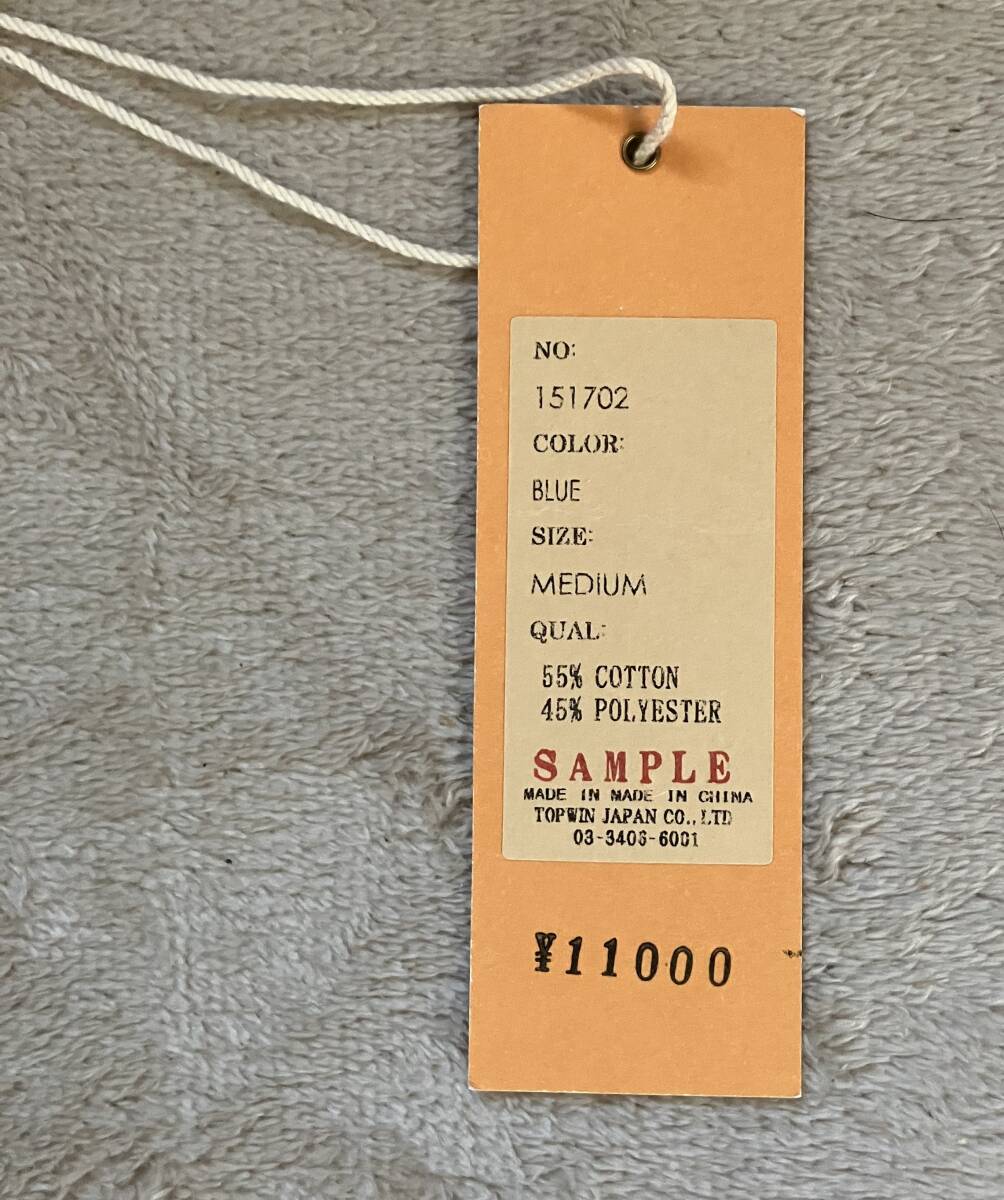 NO:
151702
COLOR:
BLUE
SIZE:
MEDIUM
QUAL:
55% COTTON
45% POLYESTER
SAMPLE
MADE IN MADE IN CHINA
TOPWIN JAPAN CO.,LTD
03-3406-6001
¥11000